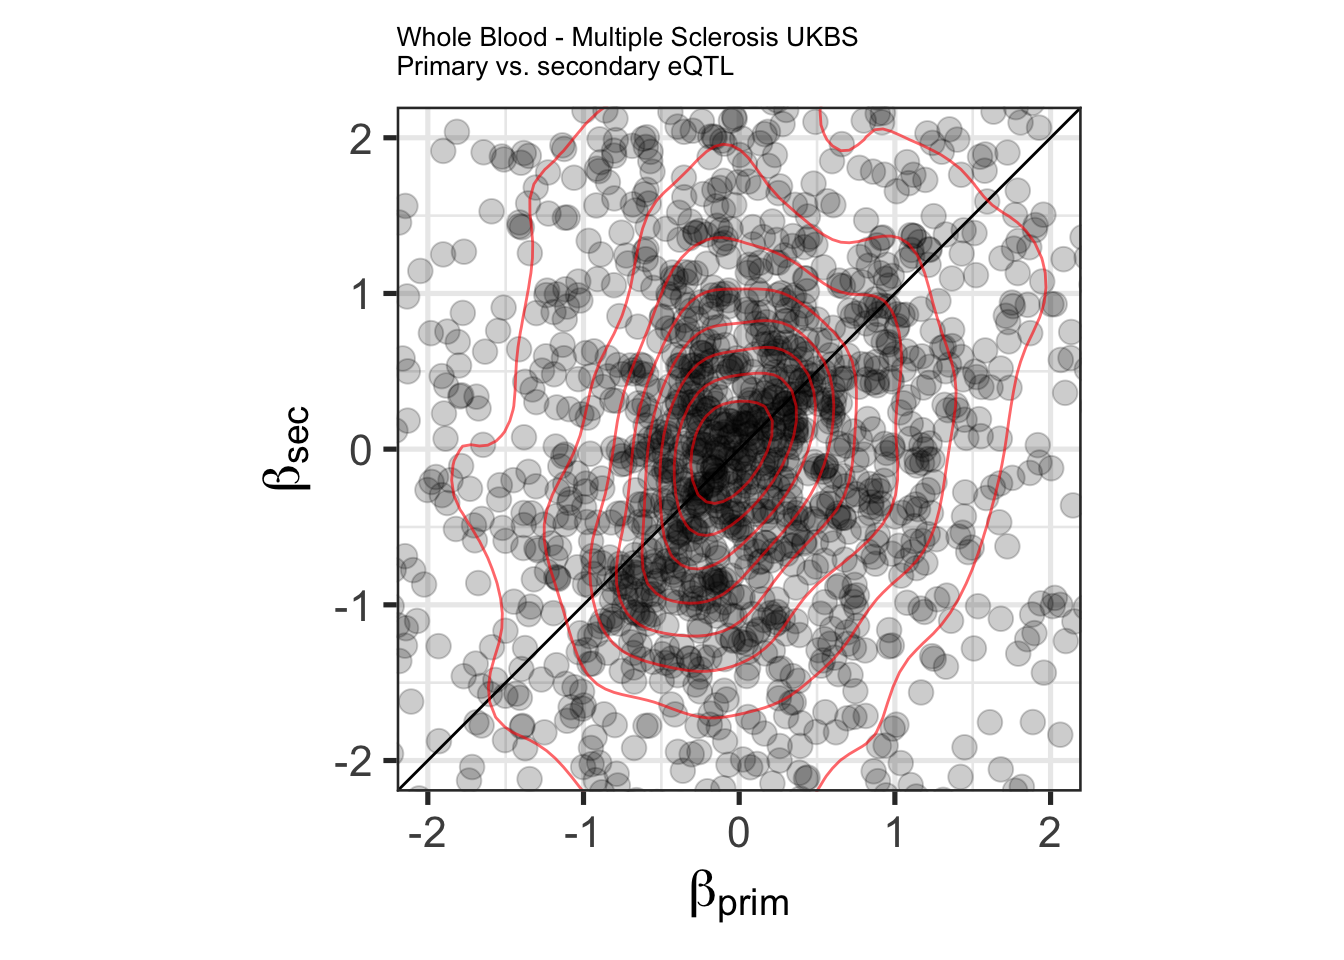 Whole Blood - Multiple Sclerosis UKBS
Primary vs. secondary eQTL
2
1
0
-1
-2
βsec
-2 -1 0 1 2
βprim